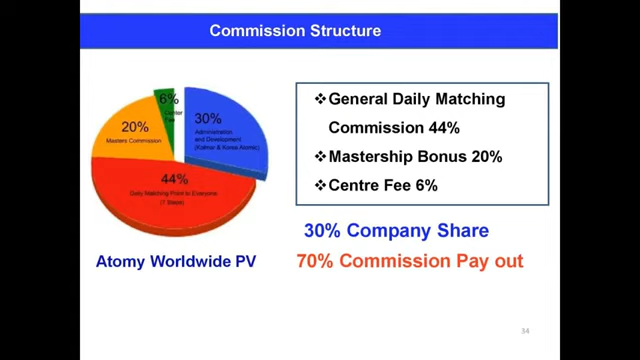 Commission Structure
6%
Center
Fee
30%
Administration
and Development
(Kolmar & Korea Atomic)
20%
Masters Commission
44%
Daily Matching Point to Everyone
(7 Steps)
Atomy Worldwide PV
❖General Daily Matching
Commission 44%
❖Mastership Bonus 20%
❖Centre Fee 6%
30% Company Share
70% Commission Pay out
34